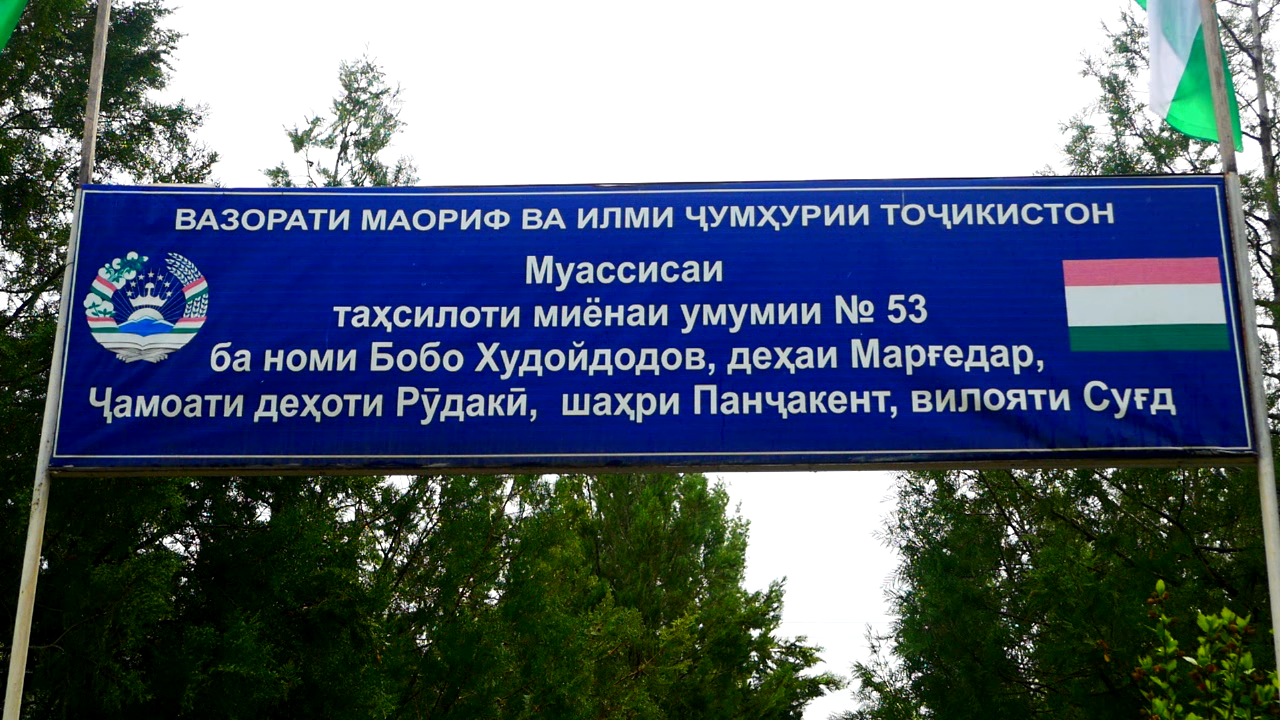 ВАЗОРАТИ МАОРИФ ВА ИЛМИ ҶУМҲУРИИ ТОҶИКИСТОН
Муассисаи
таҳсилоти миёнаи умумии № 53
ба номи Бобо Худойдодов, деҳаи Марғедар,
Ҷамоати деҳоти Рӯдакӣ, шаҳри Панҷакент, вилояти Суғд